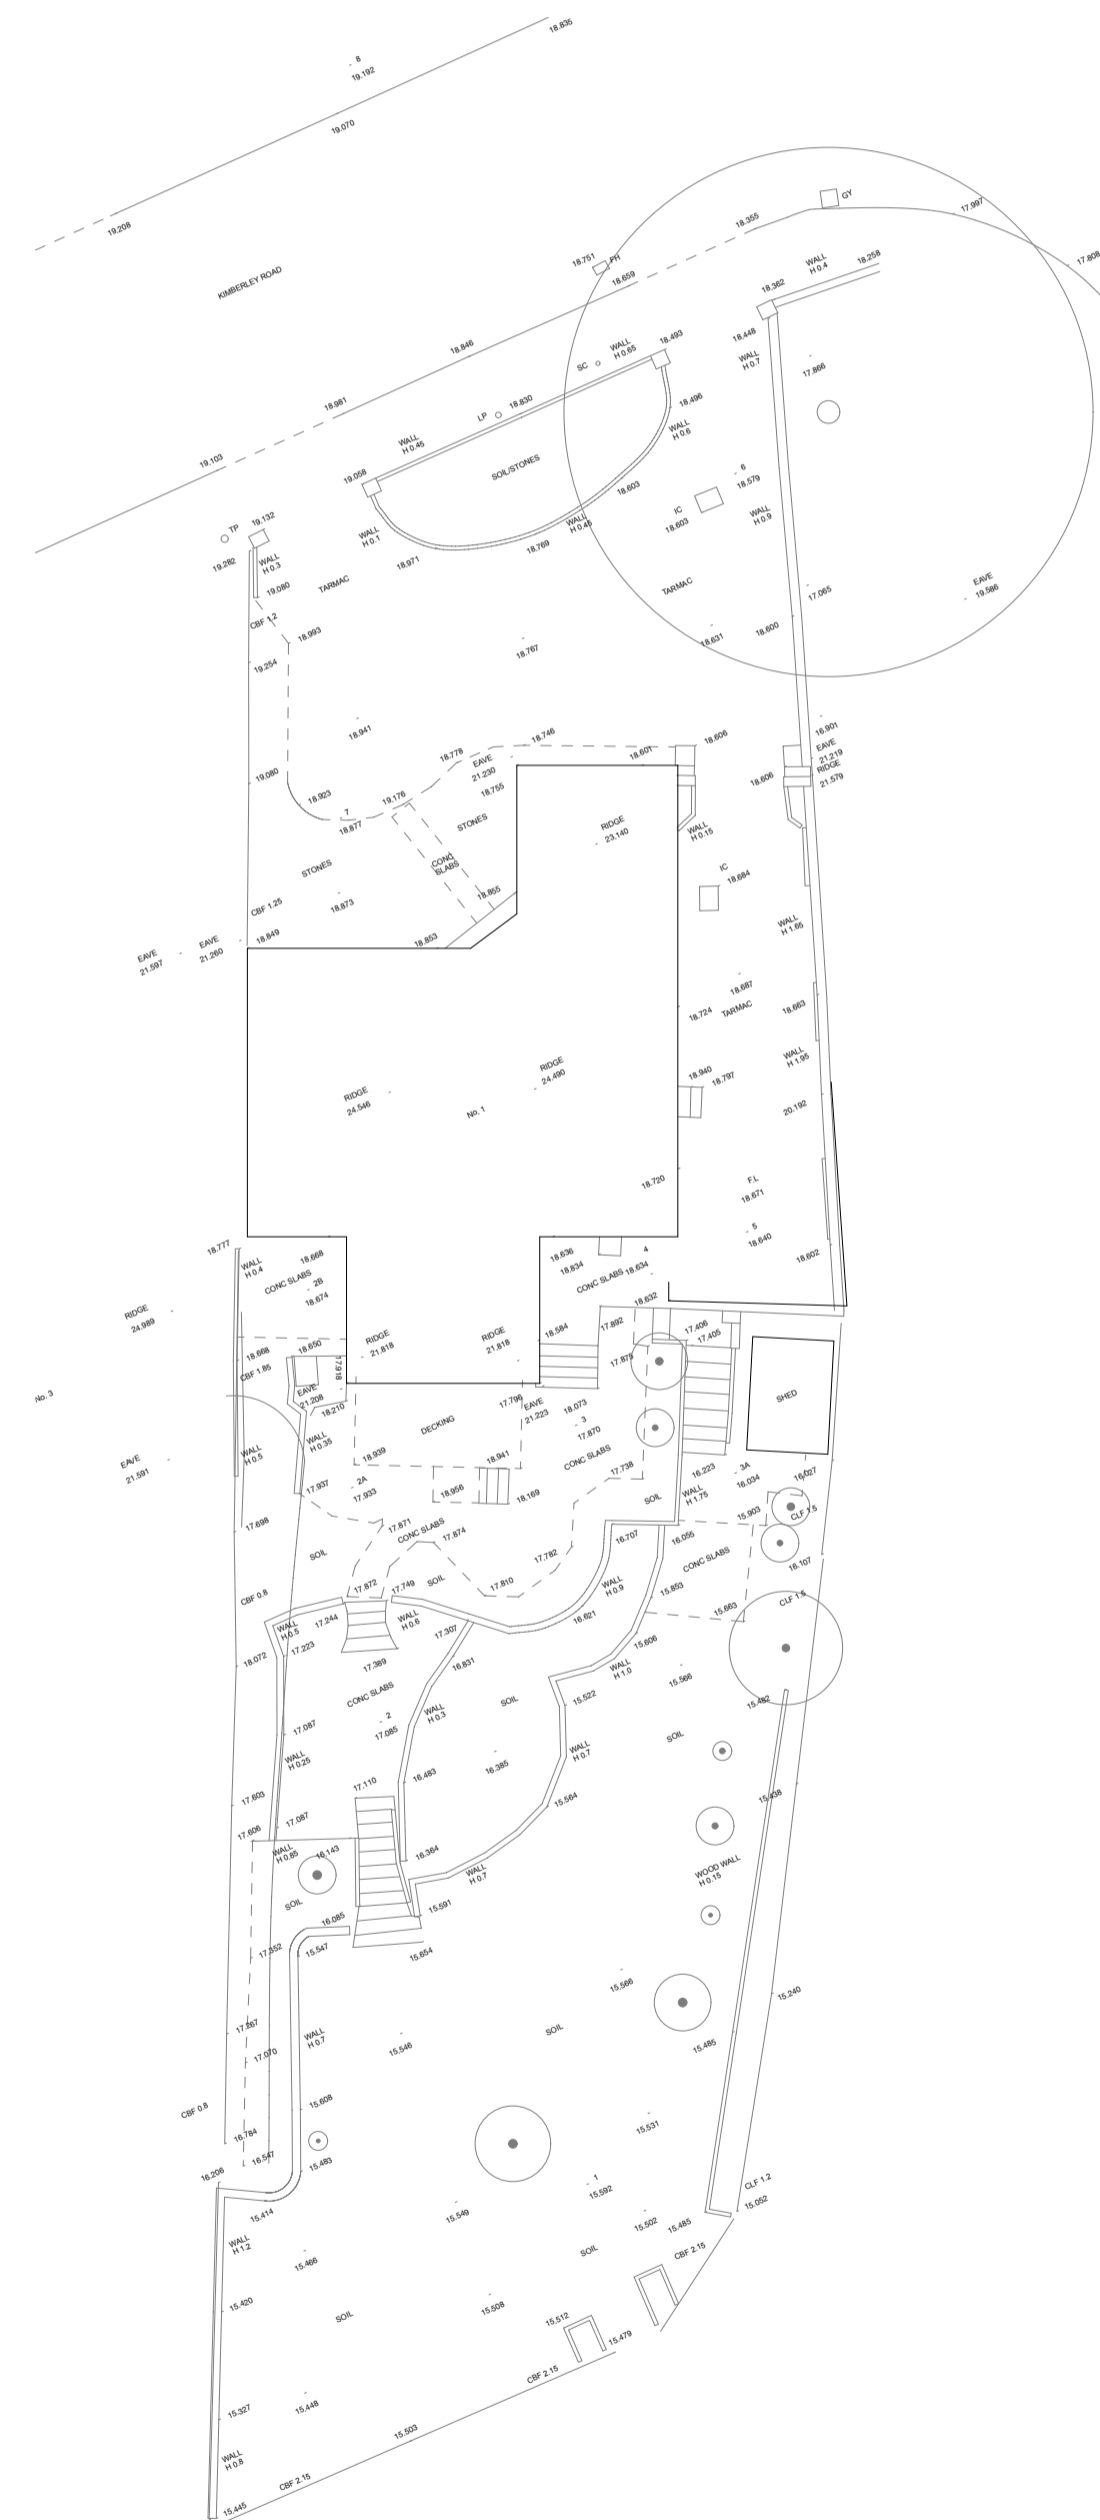 18.835
8
19.192
19.070
19.208
GY
17.997
18.355
17.808
18.751
FH
18.659
KIMBERLEY ROAD
WALL
H 0.4
18.258
18.362
18.846
SC
WALL
H 0.65
18.493
18.448
WALL
H 0.7
17.866
18.981
LP
18.830
18.496
WALL
H 0.6
19.103
WALL
H 0.45
19.058
SOIL/STONES
18.603
6
18.579
IC
18.603
WALL
H 0.9
TP
19.132
19.282
WALL
H 0.3
WALL
H 0.1
WALL
H 0.45
18.769
18.971
19.080
TARMAC
TARMAC
EAVE
19.586
17.065
CBF 1.2
18.993
18.600
18.631
18.767
19.254
18.941
18.746
18.606
18.601
16.901
EAVE
21.219
RIDGE
21.579
18.606
18.778
EAVE
21.230
18.755
19.080
18.923
19.176
7
18.877
STONES
RIDGE
23.140
WALL
H 0.15
CONC
SLABS
STONES
IC
18.684
18.873
18.855
CBF 1.25
18.849
18.853
WALL
H 1.65
EAVE
21.597
EAVE
21.260
18.687
TARMAC
18.724
18.663
WALL
H 1.95
RIDGE
24.490
RIDGE
24.546
No. 1
18.940
18.797
20.192
18.720
F.L
18.671
5
18.640
18.602
18.777
WALL
H 0.4
18.668
CONC SLABS
2B
18.674
18.636
18.834
4
18.634
CONC SLABS
18.632
RIDGE
24.989
17.892
17.406
17.405
18.584
RIDGE
21.818
RIDGE
21.818
18.668
18.650
17.918
CBF 1.85
17.875
No. 3
EAVE
21.208
18.210
SHED
17.796
EAVE
21.223
18.073
3
17.870
DECKING
WALL
H 0.35
WALL
H 0.5
EAVE
21.591
18.939
18.941
CONC SLABS
17.738
16.223
3A
16.034
16.027
17.937
2A
17.933
18.956
18.169
SOIL
WALL
H 1.75
15.903
CLF 1.5
17.698
17.871
CONC SLABS
17.874
16.707
16.055
CONC SLABS
16.107
SOIL
17.782
CBF 0.8
17.872
17.749
SOIL
17.810
WALL
H 0.9
15.853
CLF 1.5
15.663
WALL
H 0.5
17.244
WALL
H 0.6
17.307
16.621
15.606
17.223
18.072
17.389
16.831
WALL
H 1.0
15.566
CONC SLABS
SOIL
15.522
15.482
17.087
2
17.085
WALL
H 0.3
SOIL
WALL
H 0.25
WALL
H 0.7
16.385
16.483
17.110
17.603
15.564
15.438
17.606
17.087
WALL
H 0.85
16.143
16.364
WALL
H 0.7
WOOD WALL
H 0.15
SOIL
15.591
16.085
17.352
15.547
15.654
15.566
15.240
17.267
WALL
H 0.7
SOIL
15.546
15.485
17.070
CBF 0.8
15.608
15.531
16.784
16.547
15.483
16.206
1
15.592
CLF 1.2
15.052
15.414
15.549
15.502
15.485
WALL
H 1.2
15.466
SOIL
CBF 2.15
15.420
SOIL
15.508
15.512
15.479
CBF 2.15
15.327
15.448
15.503
WALL
H 0.8
CBF 2.15
15.445